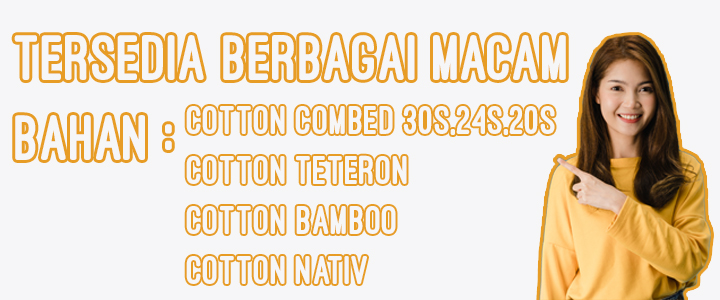 TERSEDIA BERBAGAI MACAM
BAHAN :
COTTON COMBED 30S,24S,20S
COTTON TETERON
COTTON BAMBOO
COTTON NATIV